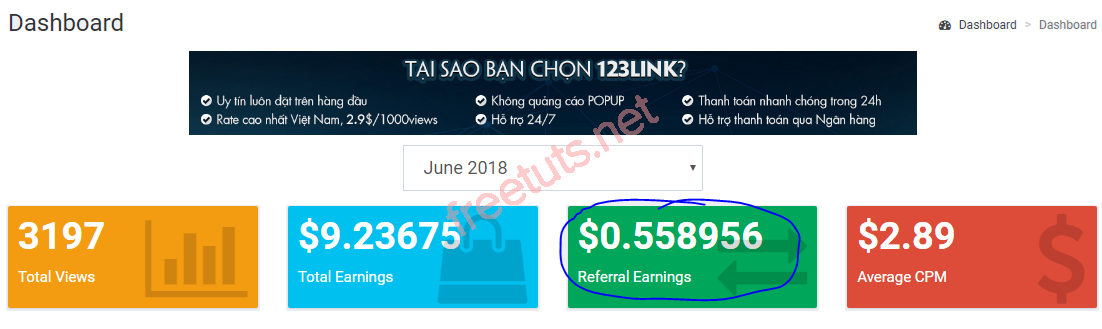 Dashboard
Dashboard > Dashboard
TẠI SAO BẠN CHỌN 123LINK?
Uy tín luôn đặt trên hàng đầu
Không quảng cáo POPUP
Thanh toán nhanh chóng trong 24h
Rate cao nhất Việt Nam, 2.9$/1000views
Hỗ trợ 24/7
Hỗ trợ thanh toán qua Ngân hàng
June 2018
freetuts.net
3197
Total Views
$9.23675
Total Earnings
$0.558956
Referral Earnings
$2.89
Average CPM